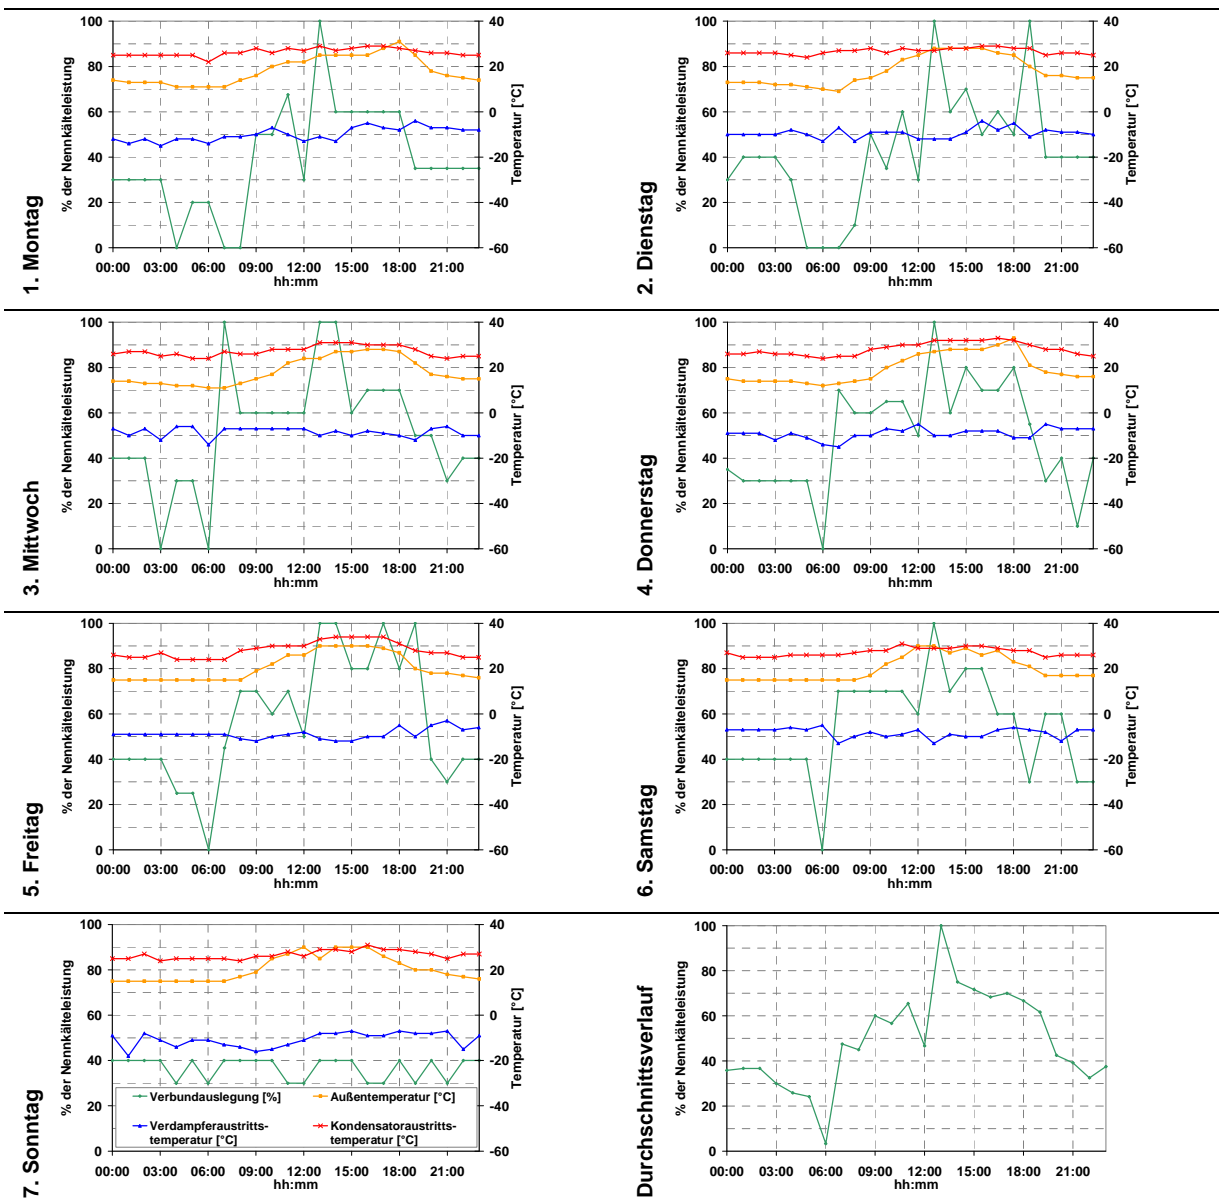 1. Montag
% der Nennkälteleistung
100
80
60
40
20
0
40
20
0
-20
-40
-60
Temperatur [°C]
00:00 03:00 06:00 09:00 12:00 15:00 18:00 21:00
hh:mm
2. Dienstag
% der Nennkälteleistung
100
80
60
40
20
0
40
20
0
-20
-40
-60
Temperatur [°C]
00:00 03:00 06:00 09:00 12:00 15:00 18:00 21:00
hh:mm
3. Mittwoch
% der Nennkälteleistung
100
80
60
40
20
0
40
20
0
-20
-40
-60
Temperatur [°C]
00:00 03:00 06:00 09:00 12:00 15:00 18:00 21:00
hh:mm
4. Donnerstag
% der Nennkälteleistung
100
80
60
40
20
0
40
20
0
-20
-40
-60
Temperatur [°C]
00:00 03:00 06:00 09:00 12:00 15:00 18:00 21:00
hh:mm
5. Freitag
% der Nennkälteleistung
100
80
60
40
20
0
40
20
0
-20
-40
-60
Temperatur [°C]
00:00 03:00 06:00 09:00 12:00 15:00 18:00 21:00
hh:mm
6. Samstag
% der Nennkälteleistung
100
80
60
40
20
0
40
20
0
-20
-40
-60
Temperatur [°C]
00:00 03:00 06:00 09:00 12:00 15:00 18:00 21:00
hh:mm
7. Sonntag
% der Nennkälteleistung
100
80
60
40
20
0
40
20
0
-20
-40
-60
Temperatur [°C]
Verbundauslegung [%]
Außentemperatur [°C]
Verdampferaustritts-
temperatur [°C]
Kondensatoraustritts-
temperatur [°C]
00:00 03:00 06:00 09:00 12:00 15:00 18:00 21:00
hh:mm
Durchschnittsverlauf
% der Nennkälteleistung
100
80
60
40
20
0
00:00 03:00 06:00 09:00 12:00 15:00 18:00 21:00
hh:mm